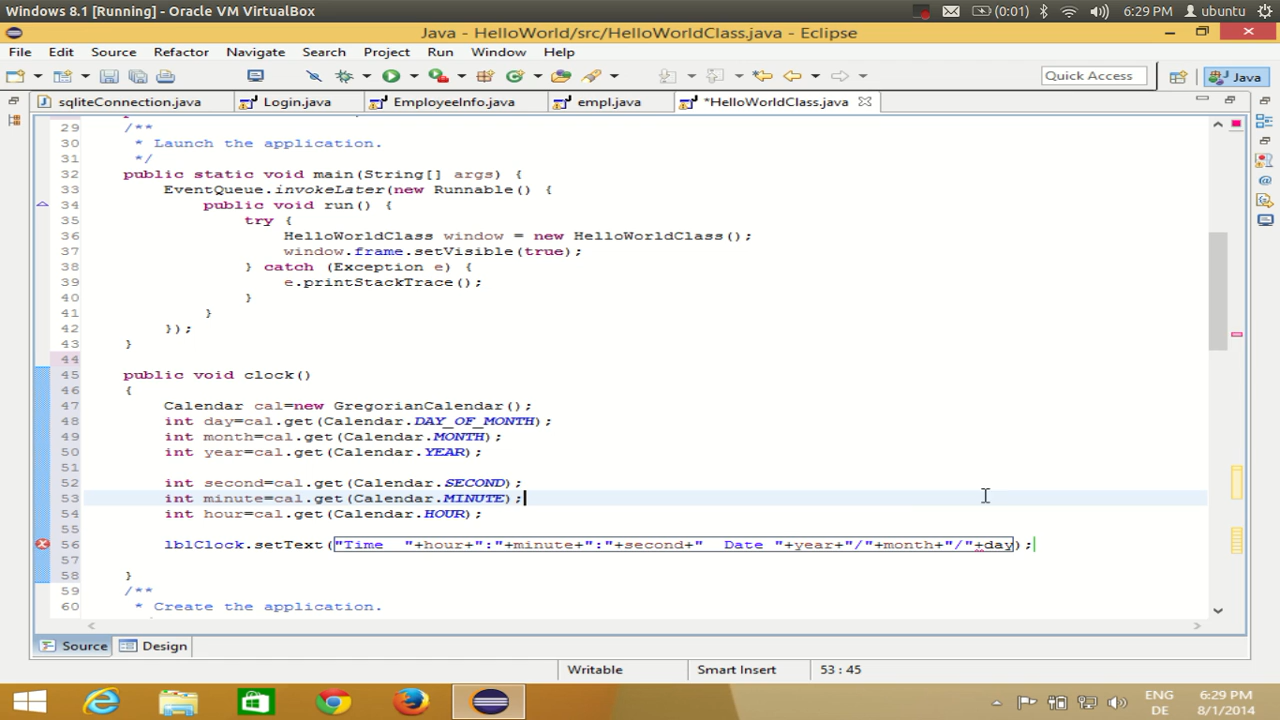 Windows 8.1 [Running] - Oracle VM VirtualBox
(0:01) 6:29 PM ubuntu
Java - HelloWorld/src/HelloWorldClass.java - Eclipse
File Edit Source Refactor Navigate Search Project Run Window Help
Quick Access Java
sqliteConnection.java Login.java EmployeeInfo.java empl.java *HelloWorldClass.java
29 /**
30 * Launch the application.
31 */
32 public static void main(String[] args) {
33 EventQueue.invokeLater(new Runnable() {
34 public void run() {
35 try {
36 HelloWorldClass window = new HelloWorldClass();
37 window.frame.setVisible(true);
38 } catch (Exception e) {
39 e.printStackTrace();
40 }
41 }
42 });
43 }
44
45 public void clock()
46 {
47 Calendar cal=new GregorianCalendar();
48 int day=cal.get(Calendar.DAY_OF_MONTH);
49 int month=cal.get(Calendar.MONTH);
50 int year=cal.get(Calendar.YEAR);
51
52 int second=cal.get(Calendar.SECOND);
53 int minute=cal.get(Calendar.MINUTE);
54 int hour=cal.get(Calendar.HOUR);
55
56 lblClock.setText("Time  "+hour+":"+minute+":"+second+"  Date "+year+"/"+month+"/"+day);
57
58 }
59 /**
60 * Create the application.
Source Design
Writable Smart Insert 53 : 45
ENG 6:29 PM
DE 8/1/2014